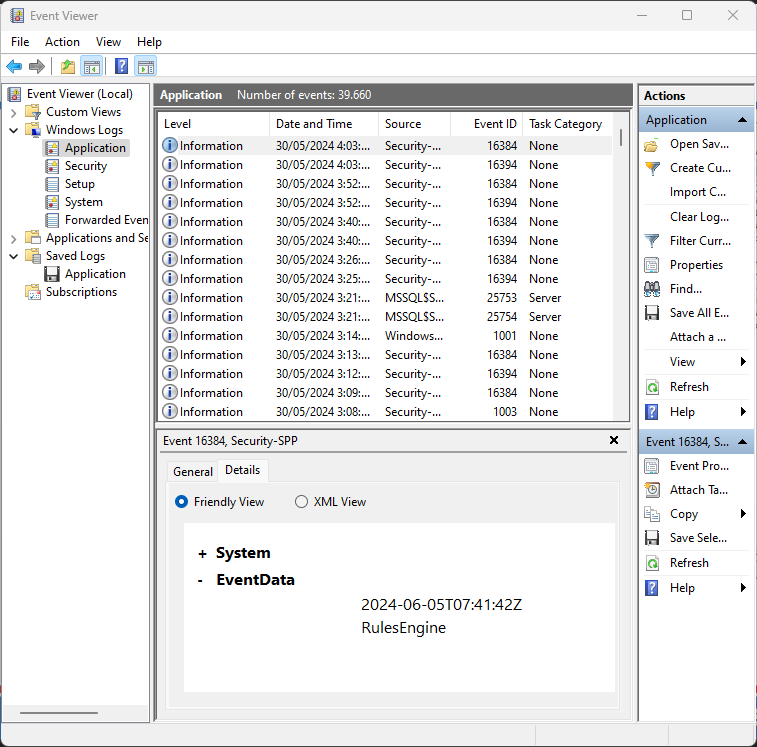 Event Viewer
File Action View Help
Event Viewer (Local)
Custom Views
Windows Logs
Application
Security
Setup
System
Forwarded Even
Applications and Se
Saved Logs
Application
Subscriptions
Application Number of events: 39.660
Level Date and Time Source Event ID Task Category
Information 30/05/2024 4:03:... Security-... 16384 None
Information 30/05/2024 4:03:... Security-... 16394 None
Information 30/05/2024 3:52:... Security-... 16384 None
Information 30/05/2024 3:52:... Security-... 16394 None
Information 30/05/2024 3:40:... Security-... 16384 None
Information 30/05/2024 3:40:... Security-... 16394 None
Information 30/05/2024 3:26:... Security-... 16384 None
Information 30/05/2024 3:25:... Security-... 16394 None
Information 30/05/2024 3:21:... MSSQL$S... 25753 Server
Information 30/05/2024 3:21:... MSSQL$S... 25754 Server
Information 30/05/2024 3:14:... Windows... 1001 None
Information 30/05/2024 3:13:... Security-... 16384 None
Information 30/05/2024 3:12:... Security-... 16394 None
Information 30/05/2024 3:09:... Security-... 16384 None
Information 30/05/2024 3:08:... Security-... 1003 None
Event 16384, Security-SPP
General Details
Friendly View XML View
+ System
- EventData
2024-06-05T07:41:42Z
RulesEngine
Actions
Application
Open Sav...
Create Cu...
Import C...
Clear Log...
Filter Curr...
Properties
Find...
Save All E...
Attach a ...
View
Refresh
Help
Event 16384, S...
Event Pro...
Attach Ta...
Copy
Save Sele...
Refresh
Help